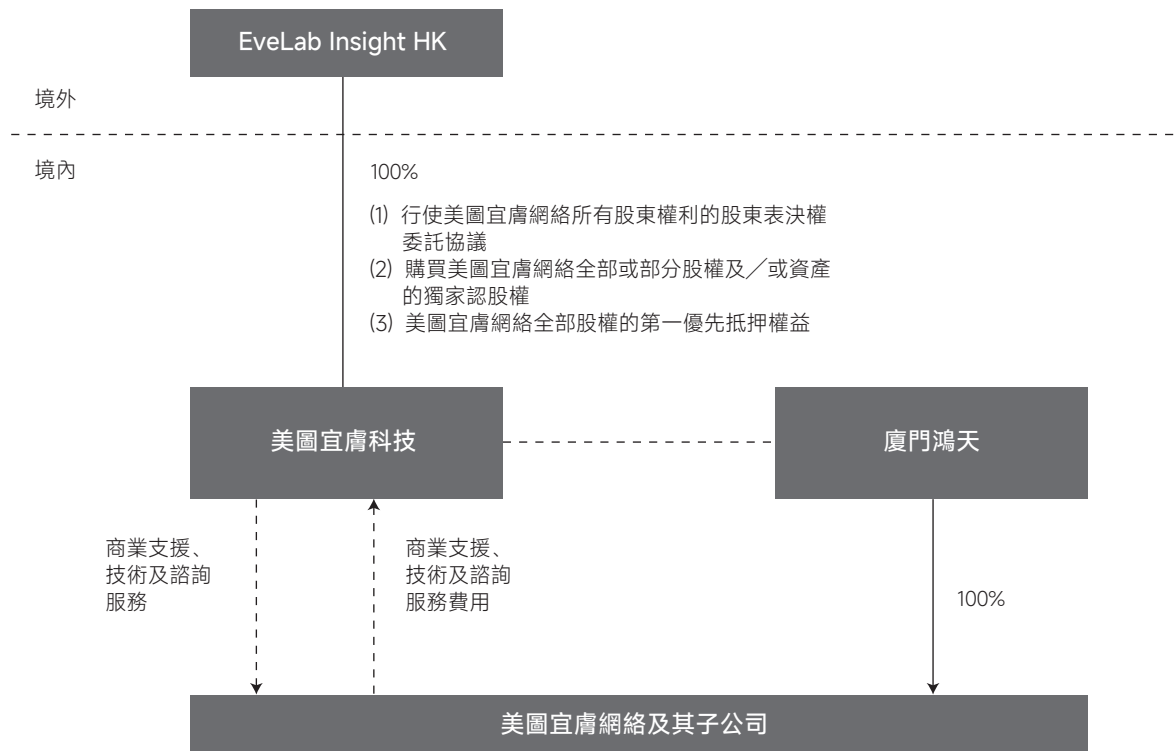 EveLab Insight HK
境外
境內
100%
(1) 行使美圖宜膚網絡所有股東權利的股東表決權
委託協議
(2) 購買美圖宜膚網絡全部或部分股權及╱或資產
的獨家認股權
(3) 美圖宜膚網絡全部股權的第一優先抵押權益
美圖宜膚科技
廈門鴻天
商業支援、
技術及諮詢
服務
商業支援、
技術及諮詢
服務費用
100%
美圖宜膚網絡及其子公司